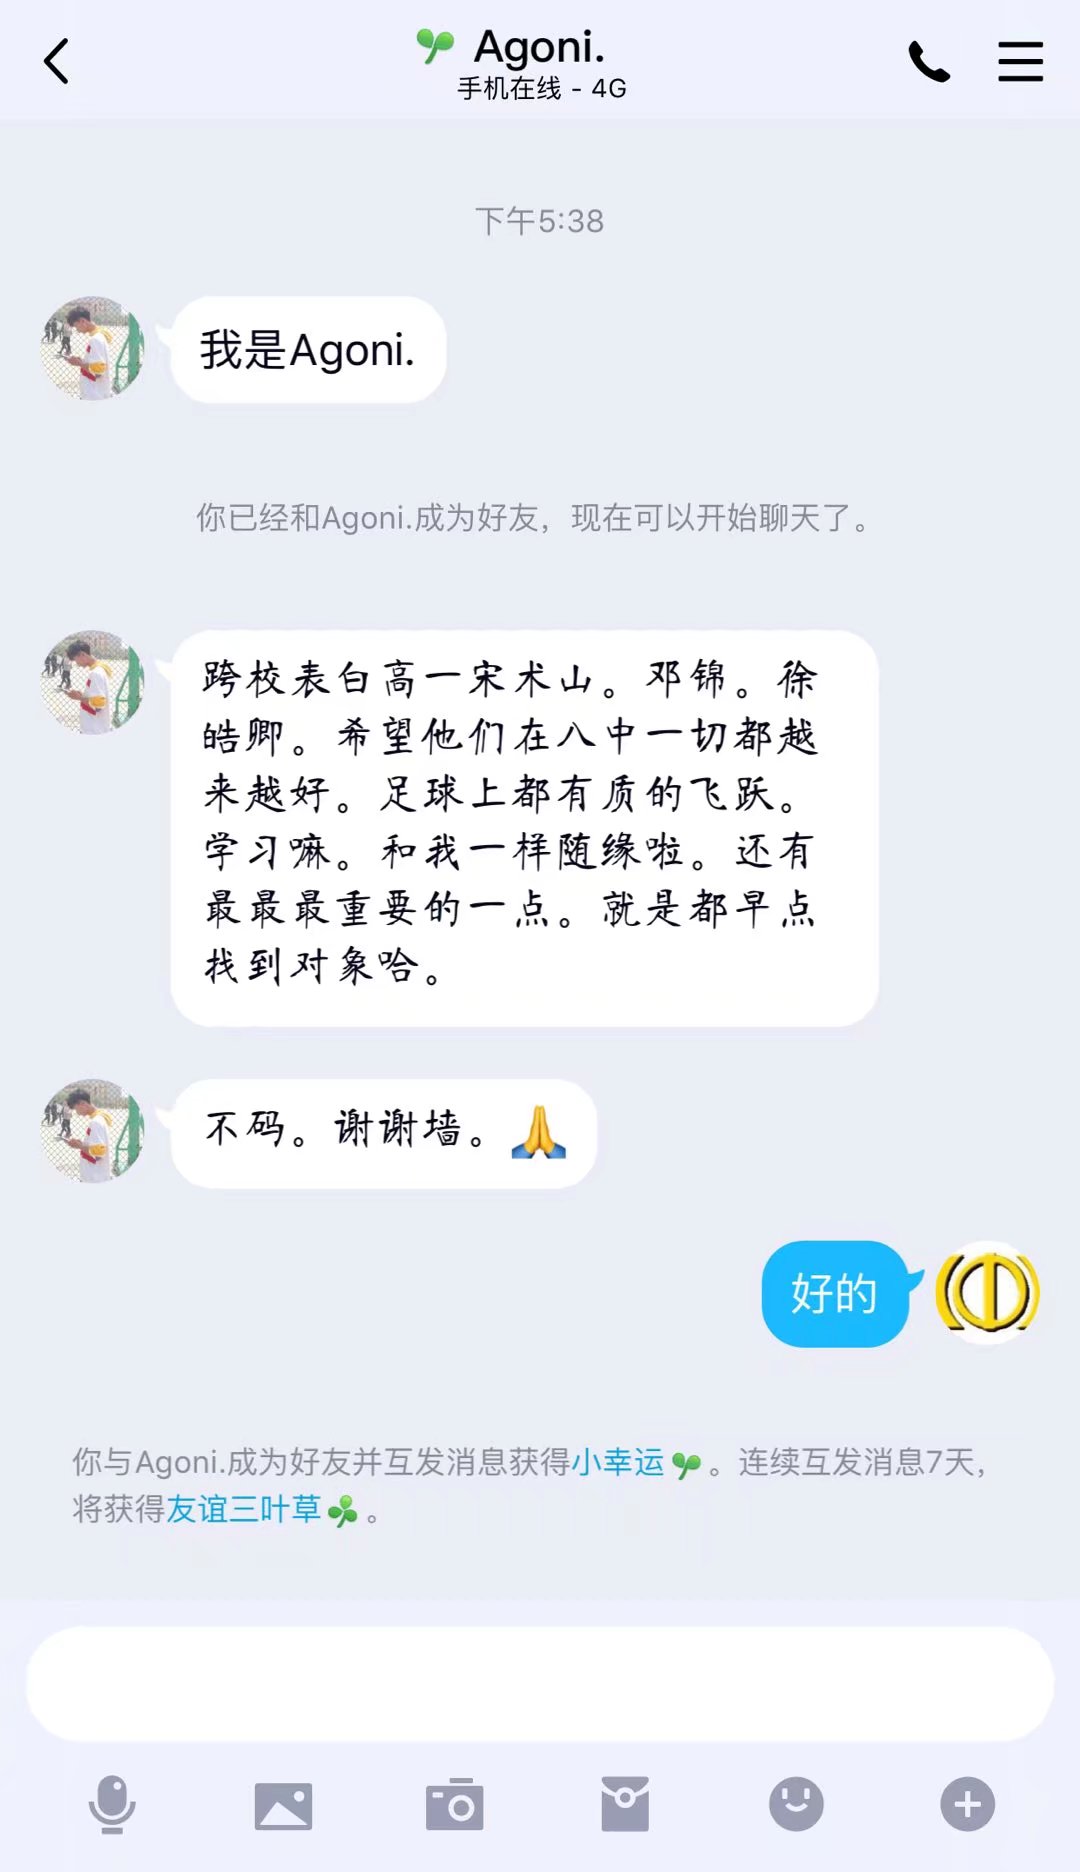 Agoni.
手机在线 - 4G
下午5:38
我是Agoni.
你已经和Agoni.成为好友，现在可以开始聊天了。
跨校表白高一宋术山。邓锦。徐
皓卿。希望他们在八中一切都越
来越好。足球上都有质的飞跃。
学习嘛。和我一样随缘啦。还有
最最最重要的一点。就是都早点
找到对象哈。
不码。谢谢墙。🙏
好的
你与Agoni.成为好友并互发消息获得小幸运。连续互发消息7天，
将获得友谊三叶草☘。